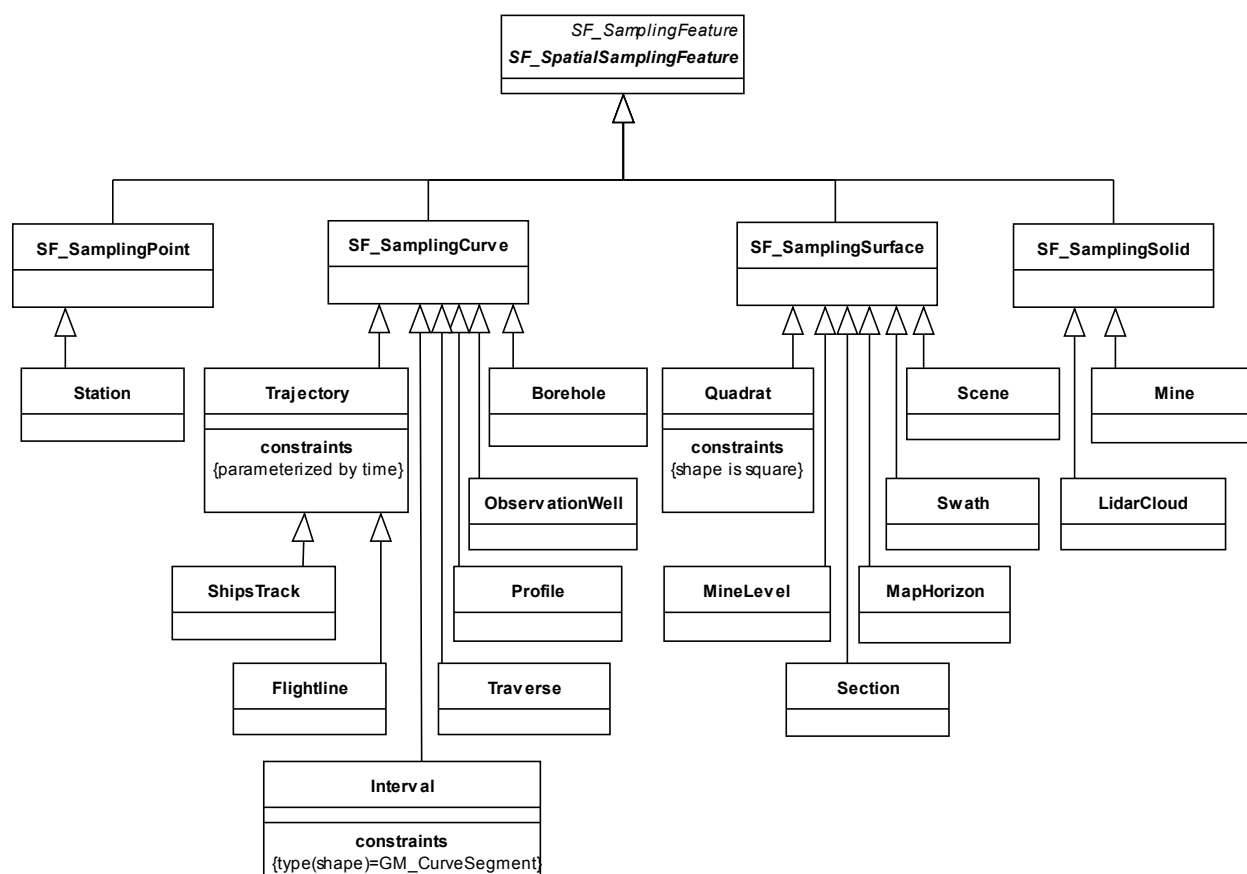 SF_SamplingFeature
SF_SpatialSamplingFeature
SF_SamplingPoint
SF_SamplingCurve
SF_SamplingSurface
SF_SamplingSolid
Station
Trajectory
constraints
{parameterized by time}
Borehole
Quadrat
constraints
{shape is square}
Scene
Mine
ObservationWell
Swath
LidarCloud
ShipsTrack
Profile
MineLevel
MapHorizon
Flightline
Traverse
Section
Interval
constraints
{type(shape)=GM_CurveSegment}